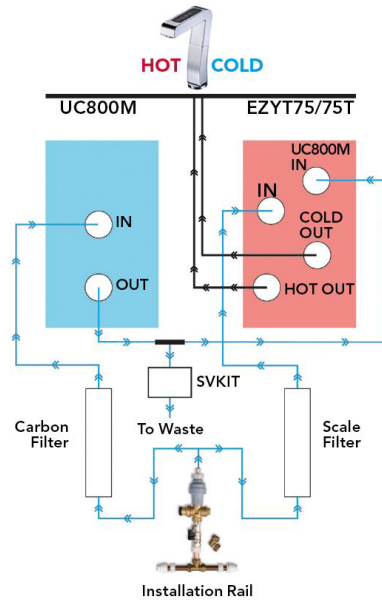 HOT COLD
UC800M
EZYT75/75T
UC800M
IN
IN
IN
COLD
OUT
OUT
HOT OUT
SVKIT
Carbon
Filter
To Waste
Scale
Filter
Installation Rail